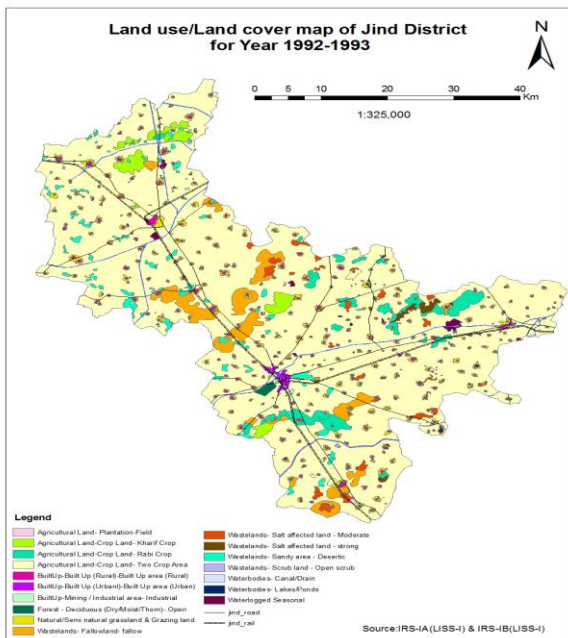 Land use/Land cover map of Jind District
for Year 1992-1993
N
0 5 10 20 30 40
Km
1:325,000
Legend
Agricultural Land- Plantation-Field
Agricultural Land-Crop Land- Kharif Crop
Agricultural Land-Crop Land- Rabi Crop
Agricultural Land-Crop Land- Two Crop Area
BuiltUp-Built Up (Rural)-Built Up area (Rural)
BuiltUp-Built Up (Urban)-Built Up area (Urban)
BuiltUp-Mining / Industrial area- Industrial
Forest - Deciduous (Dry/Moist/Thorn)- Open
Natural/Semi natural grassland & Grazing land
Wastelands- Fallowland- fallow
Wastelands- Salt affected land - Moderate
Wastelands- Salt affected land - strong
Wastelands- Sandy area - Desertic
Wastelands- Scrub land - Open scrub
Waterbodies- Canal/Drain
Waterbodies- Lakes/Ponds
Waterlogged Seasonal
jind_road
jind_rail
Source:IRS-IA(LISS-I) & IRS-IB(LISS-I)